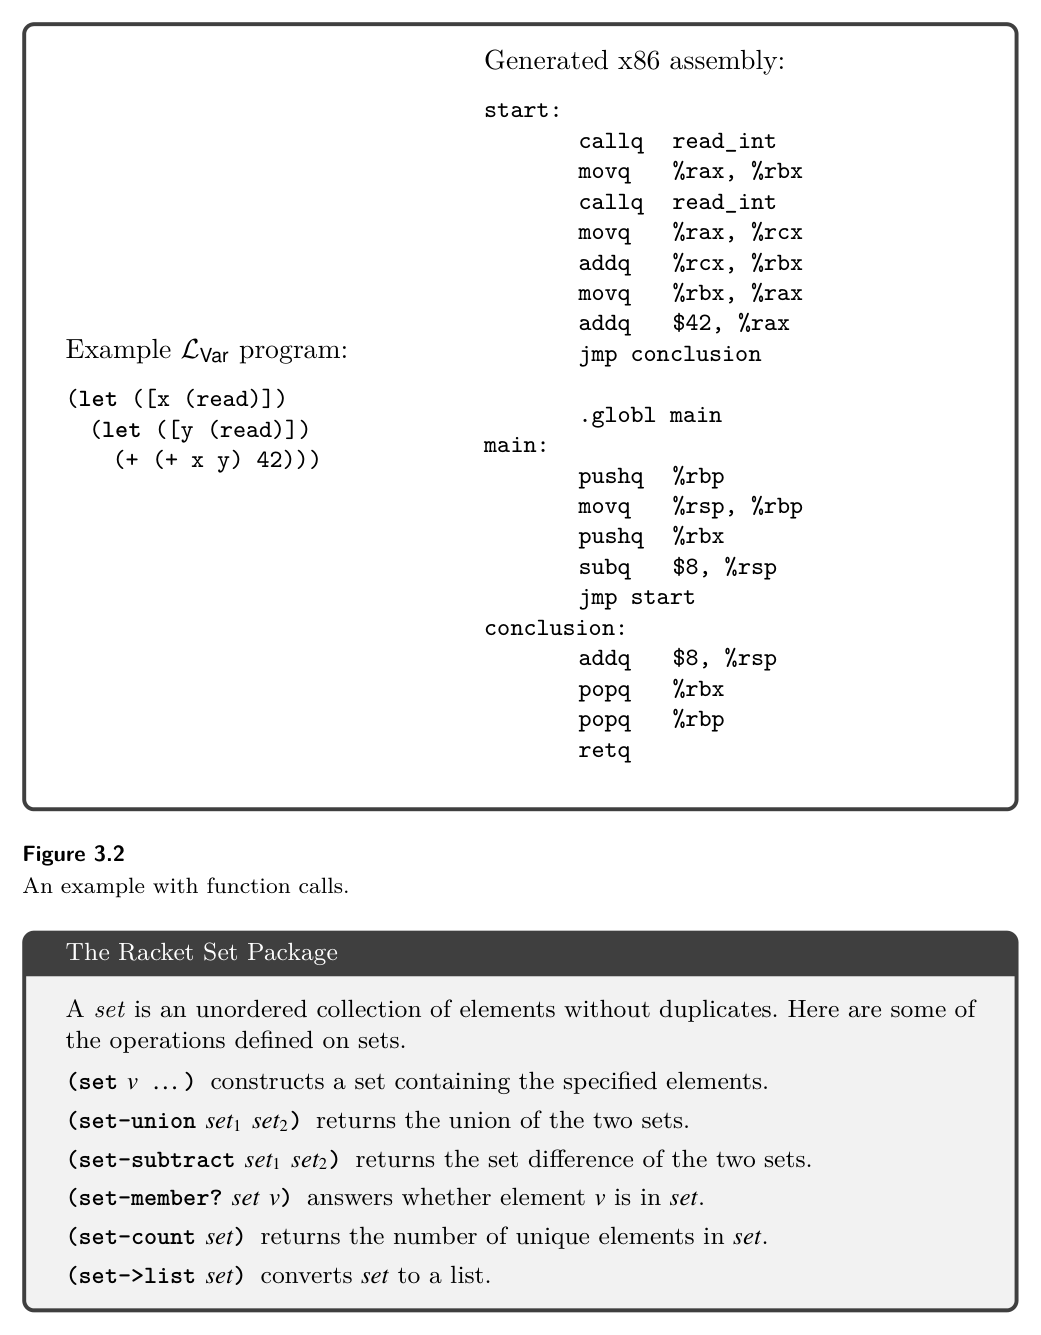 Example ℒVar program:
(let ([x (read)])
  (let ([y (read)])
    (+ (+ x y) 42)))
Generated x86 assembly:
start:
        callq   read_int
        movq    %rax, %rbx
        callq   read_int
        movq    %rax, %rcx
        addq    %rcx, %rbx
        movq    %rbx, %rax
        addq    $42, %rax
        jmp conclusion

        .globl main
main:
        pushq   %rbp
        movq    %rsp, %rbp
        pushq   %rbx
        subq    $8, %rsp
        jmp start
conclusion:
        addq    $8, %rsp
        popq    %rbx
        popq    %rbp
        retq
Figure 3.2
An example with function calls.
The Racket Set Package
A set is an unordered collection of elements without duplicates. Here are some of
the operations defined on sets.
(set v ...) constructs a set containing the specified elements.
(set-union set₁ set₂) returns the union of the two sets.
(set-subtract set₁ set₂) returns the set difference of the two sets.
(set-member? set v) answers whether element v is in set.
(set-count set) returns the number of unique elements in set.
(set->list set) converts set to a list.